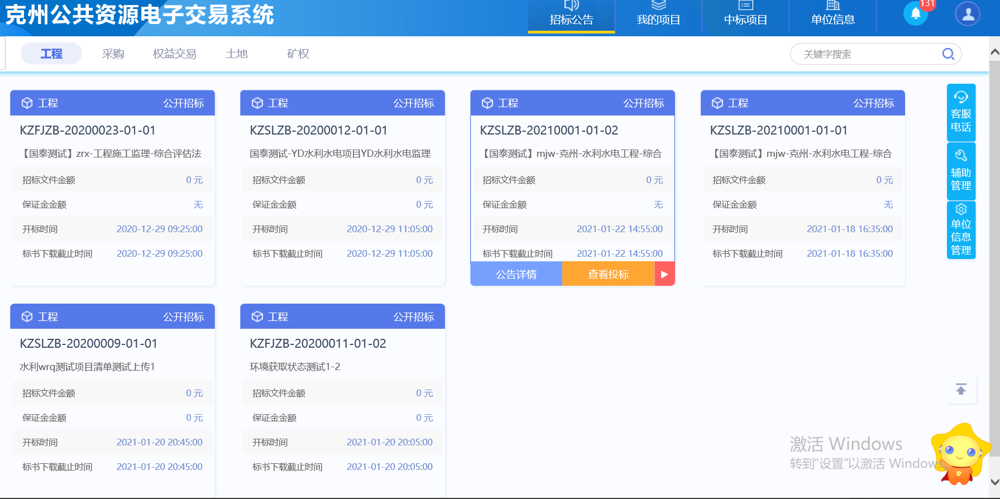 克州公共资源电子交易系统
招标公告
我的项目
中标项目
单位信息
131
工程
采购
权益交易
土地
矿权
关键字搜索
工程 公开招标
KZFJZB-20200023-01-01
【国泰测试】zrx-工程施工监理-综合评估法
招标文件金额 0 元
保证金金额 无
开标时间 2020-12-29 09:25:00
标书下载截止时间 2020-12-29 09:25:00
工程 公开招标
KZSLZB-20200012-01-01
国泰测试-YD水利水电项目YD水利水电监理
招标文件金额 0 元
保证金金额 0 元
开标时间 2020-12-29 11:05:00
标书下载截止时间 2020-12-29 11:05:00
工程 公开招标
KZSLZB-20210001-01-02
【国泰测试】mjw-克州-水利水电工程-综合
招标文件金额 0 元
保证金金额 无
开标时间 2021-01-22 14:55:00
标书下载截止时间 2021-01-22 14:55:00
公告详情 查看投标
工程 公开招标
KZSLZB-20210001-01-01
【国泰测试】mjw-克州-水利水电工程-综合
招标文件金额 0 元
保证金金额 无
开标时间 2021-01-18 16:35:00
标书下载截止时间 2021-01-18 16:35:00
客服
电话
辅助
管理
单位
信息
管理
工程 公开招标
KZSLZB-20200009-01-01
水利wrq测试项目清单测试上传1
招标文件金额 0 元
保证金金额 0 元
开标时间 2021-01-20 20:45:00
标书下载截止时间 2021-01-20 20:45:00
工程 公开招标
KZFJZB-20200011-01-02
环境获取状态测试1-2
招标文件金额 0 元
保证金金额 0 元
开标时间 2021-01-20 20:05:00
标书下载截止时间 2021-01-20 20:05:00
激活 Windows
转到“设置”以激活 Windows